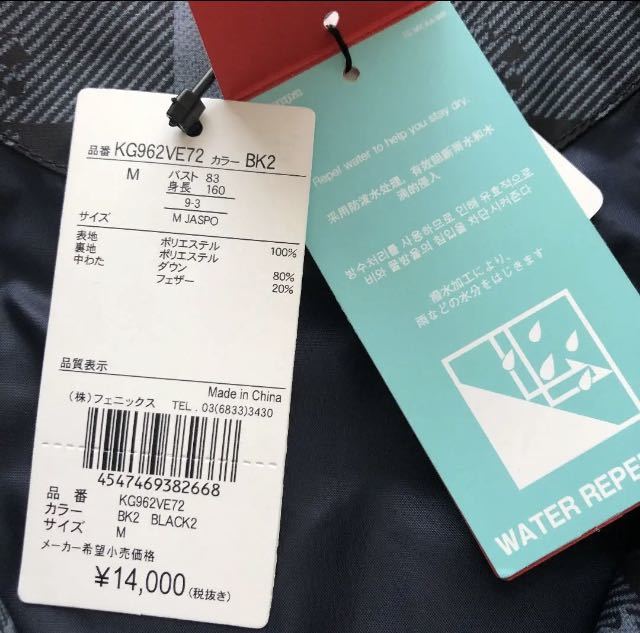 品番 KG962VE72 カラー BK2
M バスト 83
身長 160
9-3
サイズ M JASPO
表地 ポリエステル 100%
裏地 ポリエステル
中わた ダウン 80%
フェザー 20%
品質表示
Made in China
(株)フェニックス TEL. 03(6833)3430
4547469382668
品番 KG962VE72
カラー BK2 BLACK2
サイズ M
メーカー希望小売価格
¥14,000(税抜き)
Repel water to help you stay dry.
采用防泼水处理，有效阻断雨水和水
滴的侵入
방수처리를 사용하므로 인해 유효적으로
비와 물방울의 침입을 차단시켜준다
撥水加工により、
雨などの水分をはじきます
WATER REPE